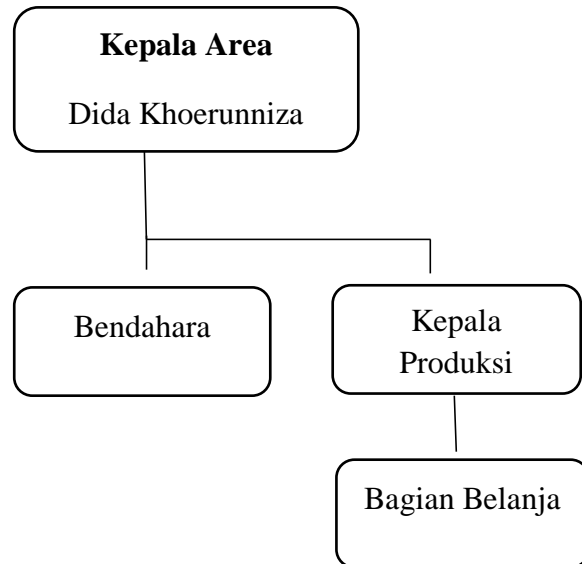 Kepala Area
Dida Khoerunniza
Bendahara
Kepala
Produksi
Bagian Belanja